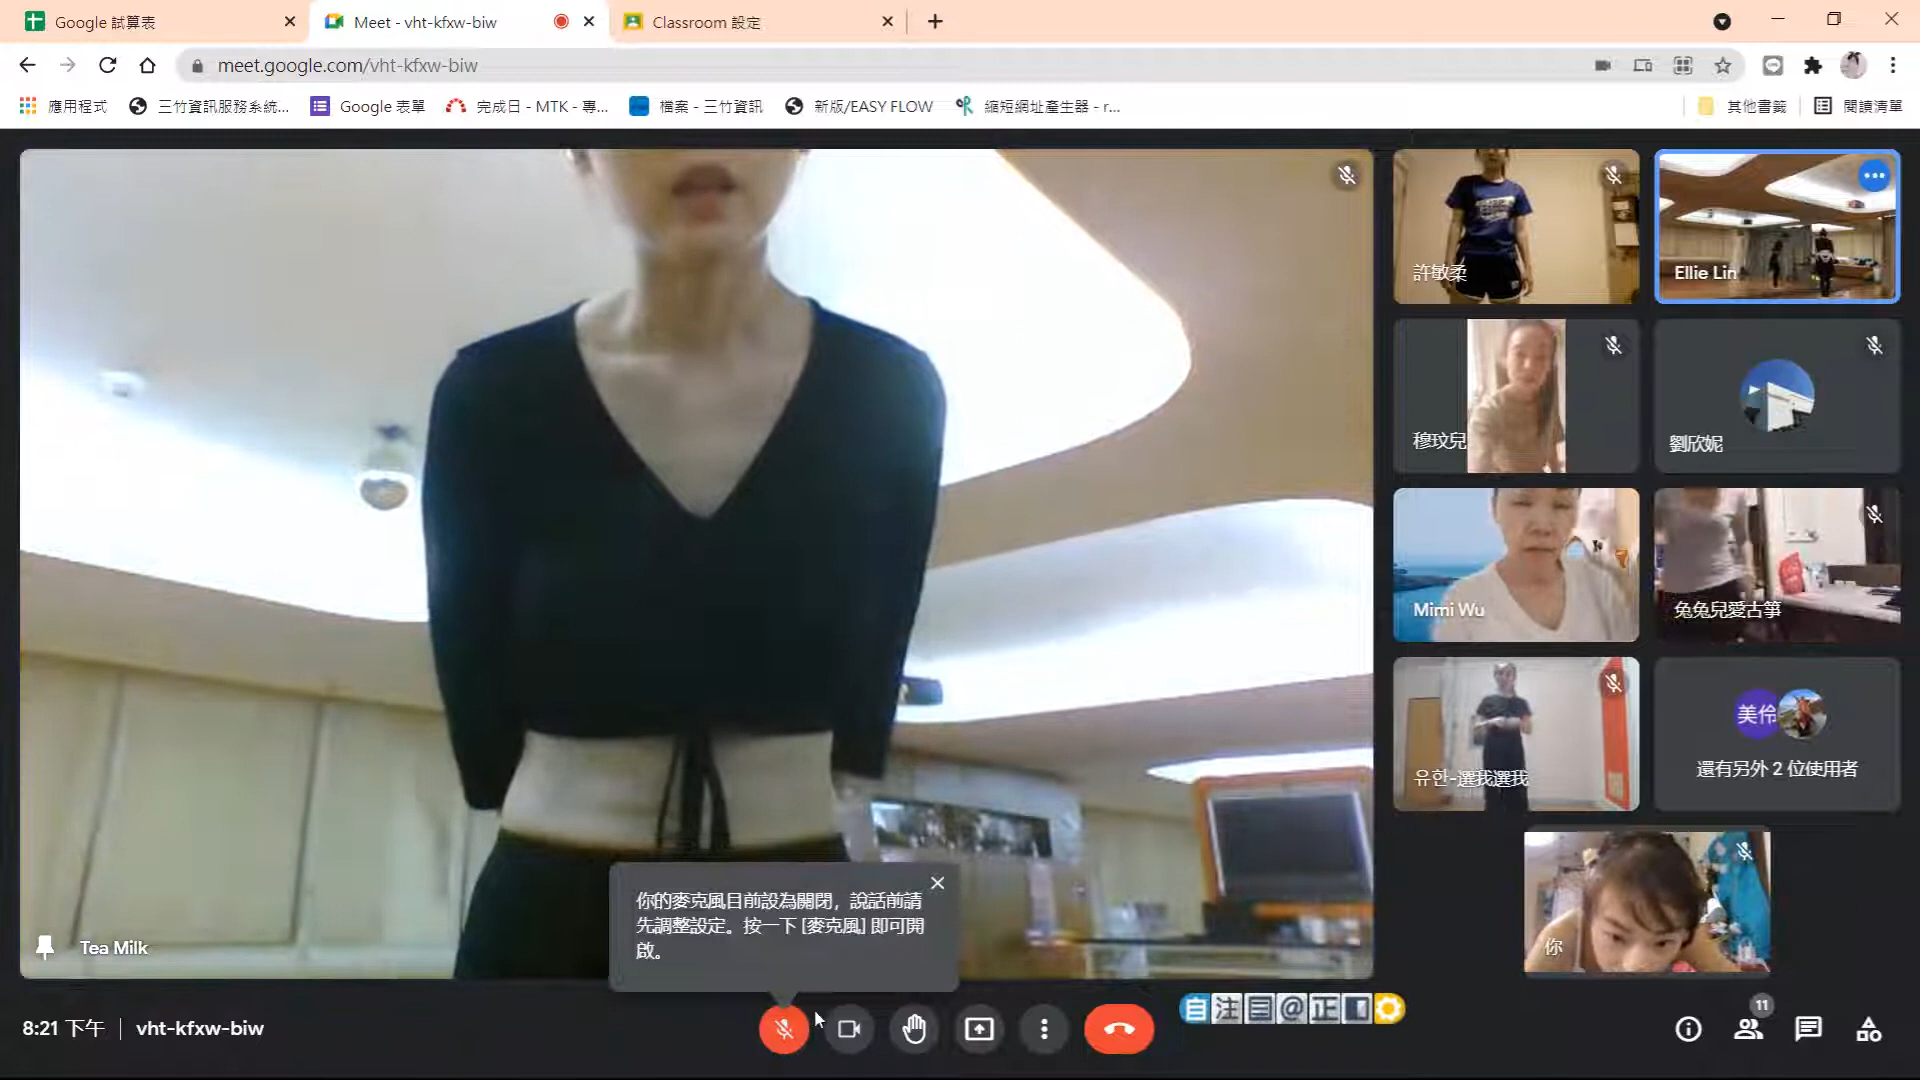 Google 試算表
Meet - vht-kfxw-biw
Classroom 設定
meet.google.com/vht-kfxw-biw
應用程式
三竹資訊服務系統...
Google 表單
完成日 - MTK - 專...
檔案 - 三竹資訊
新版/EASY FLOW
縮短網址產生器 - r...
其他書籤
閱讀清單
許敏柔
Ellie Lin
穆玟兒
劉欣妮
Mimi Wu
兔兔兒愛古箏
유한-選我選我
美伶
還有另外 2 位使用者
你
Tea Milk
你的麥克風目前設為關閉，說話前請
先調整設定。按一下 [麥克風] 即可開
啟。
8:21 下午
vht-kfxw-biw
自注@正
11